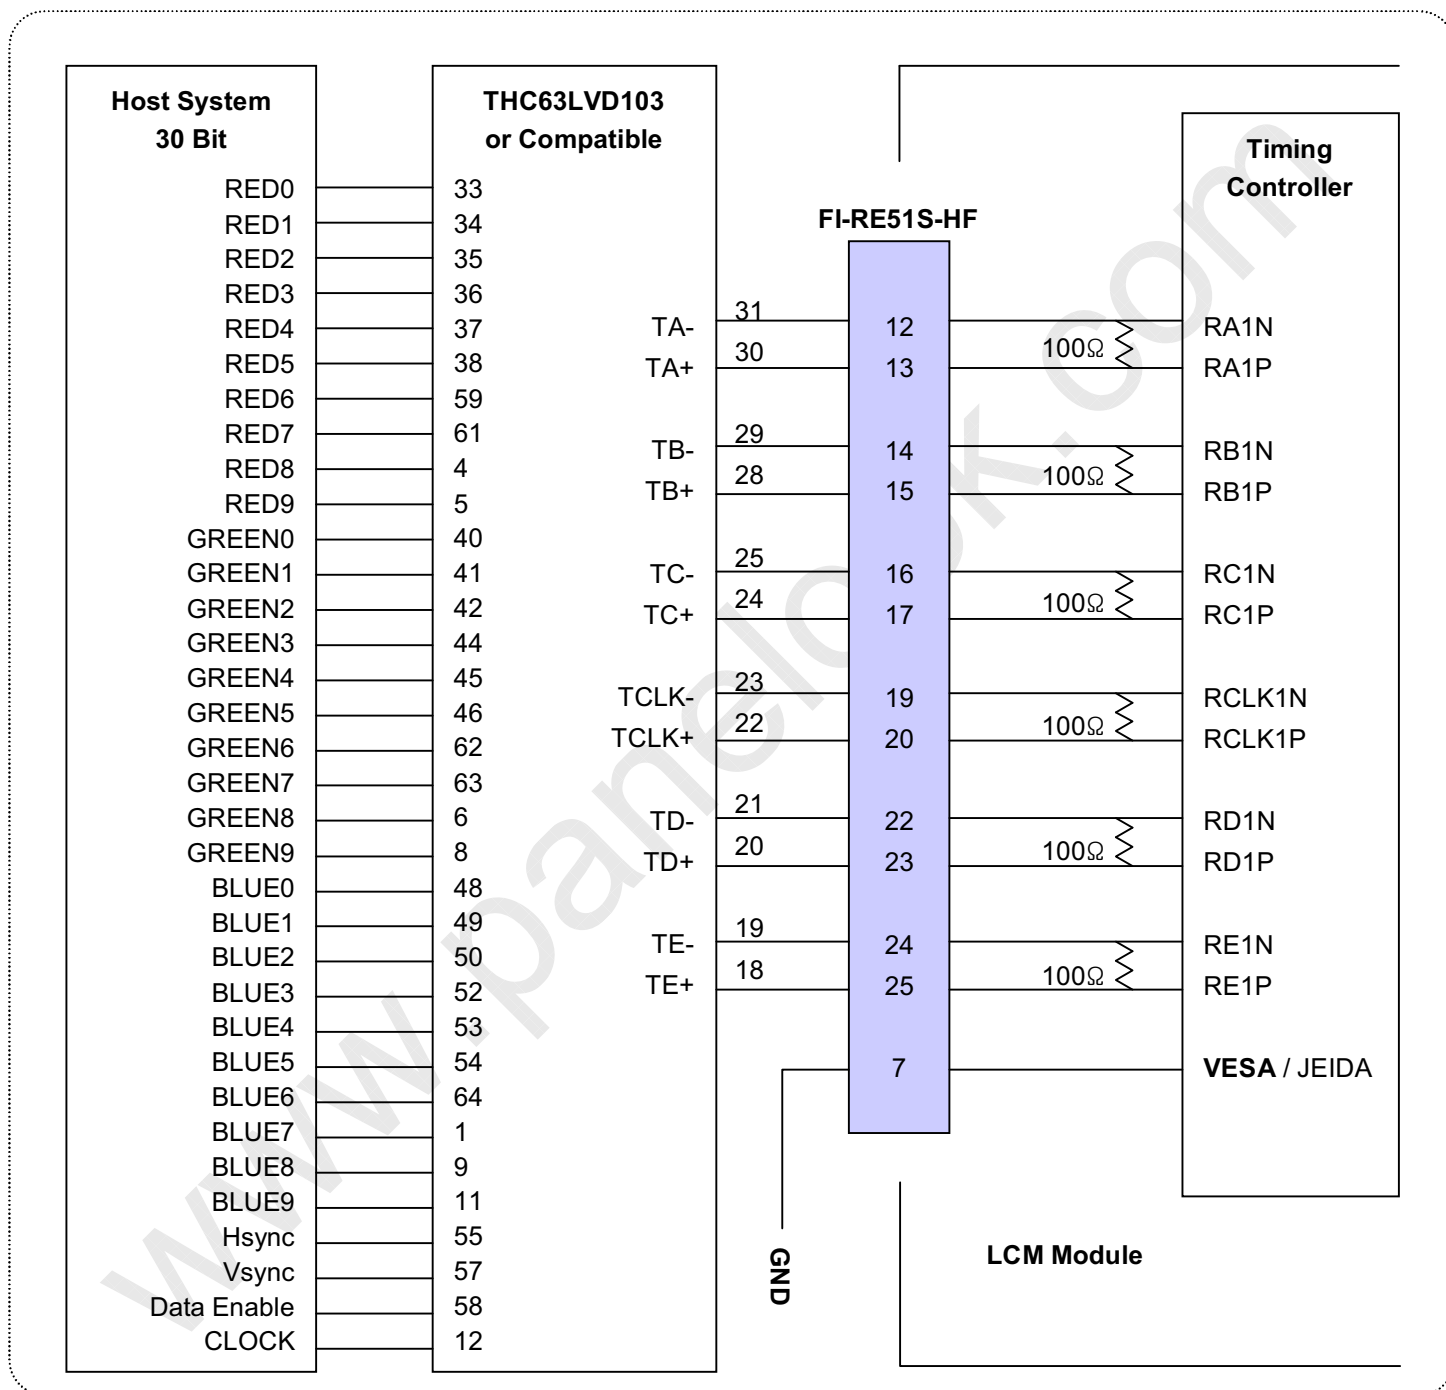 Host System
30 Bit
RED0
RED1
RED2
RED3
RED4
RED5
RED6
RED7
RED8
RED9
GREEN0
GREEN1
GREEN2
GREEN3
GREEN4
GREEN5
GREEN6
GREEN7
GREEN8
GREEN9
BLUE0
BLUE1
BLUE2
BLUE3
BLUE4
BLUE5
BLUE6
BLUE7
BLUE8
BLUE9
Hsync
Vsync
Data Enable
CLOCK
THC63LVD103
or Compatible
33
34
35
36
37
38
59
61
4
5
40
41
42
44
45
46
62
63
6
8
48
49
50
52
53
54
64
1
9
11
55
57
58
12
TA-
TA+
TB-
TB+
TC-
TC+
TCLK-
TCLK+
TD-
TD+
TE-
TE+
31
30
29
28
25
24
23
22
21
20
19
18
FI-RE51S-HF
12
13
14
15
16
17
19
20
22
23
24
25
7
GND
100Ω
100Ω
100Ω
100Ω
100Ω
100Ω
Timing
Controller
RA1N
RA1P
RB1N
RB1P
RC1N
RC1P
RCLK1N
RCLK1P
RD1N
RD1P
RE1N
RE1P
VESA / JEIDA
LCM Module
www.panelook.com